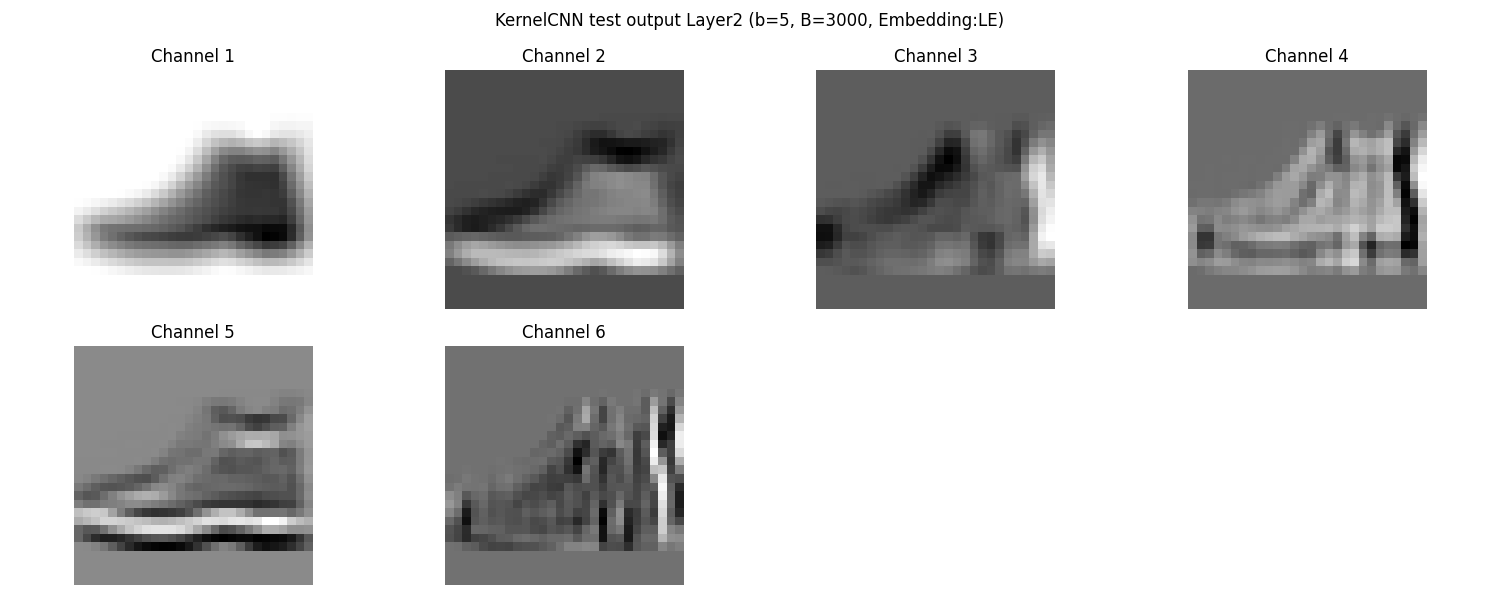 KernelCNN test output Layer2 (b=5, B=3000, Embedding:LE)
Channel 1
Channel 2
Channel 3
Channel 4
Channel 5
Channel 6